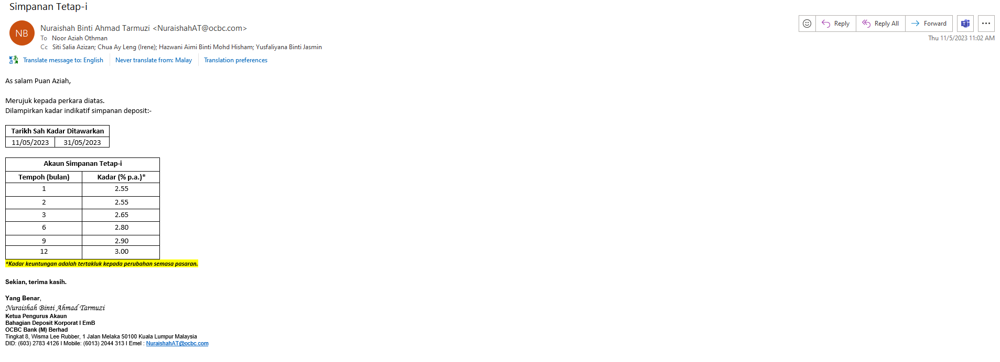 Simpanan Tetap-i
NB
Nuraishah Binti Ahmad Tarmuzi <NuraishahAT@ocbc.com>
To Noor Aziah Othman
Cc Siti Salia Azizan; Chua Ay Leng (Irene); Hazwani Aimi Binti Mohd Hisham; Yusfaliyana Binti Jasmin
Reply Reply All Forward
Thu 11/5/2023 11:02 AM
Translate message to: English Never translate from: Malay Translation preferences
As salam Puan Aziah,
Merujuk kepada perkara diatas.
Dilampirkan kadar indikatif simpanan deposit:-
Tarikh Sah Kadar Ditawarkan
11/05/2023 31/05/2023
Akaun Simpanan Tetap-i
Tempoh (bulan) Kadar (% p.a.)*
1 2.55
2 2.55
3 2.65
6 2.80
9 2.90
12 3.00
*Kadar keuntungan adalah tertakluk kepada perubahan semasa pasaran.
Sekian, terima kasih.
Yang Benar,
Nuraishah Binti Ahmad Tarmuzi
Ketua Pengurus Akaun
Bahagian Deposit Korporat I EmB
OCBC Bank (M) Berhad
Tingkat 8, Wisma Lee Rubber, 1 Jalan Melaka 50100 Kuala Lumpur Malaysia
DID: (603) 2783 4126 I Mobile: (6013) 2044 313 I Emel : NuraishahAT@ocbc.com